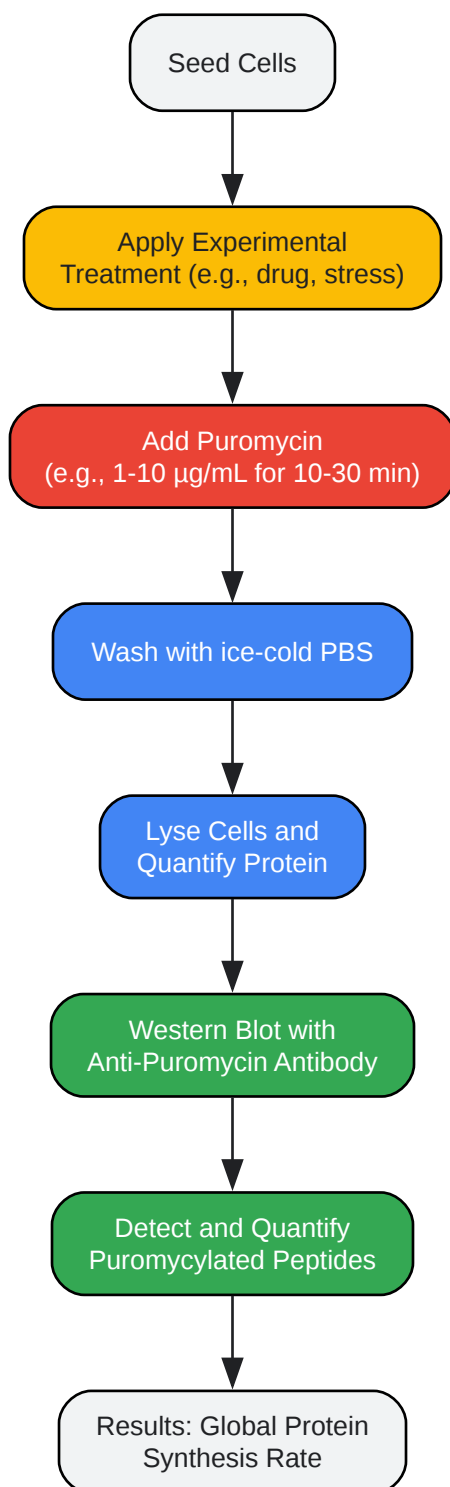 Seed Cells
Apply Experimental
Treatment (e.g., drug, stress)
Add Puromycin
(e.g., 1-10 µg/mL for 10-30 min)
Wash with ice-cold PBS
Lyse Cells and
Quantify Protein
Western Blot with
Anti-Puromycin Antibody
Detect and Quantify
Puromycylated Peptides
Results: Global Protein
Synthesis Rate